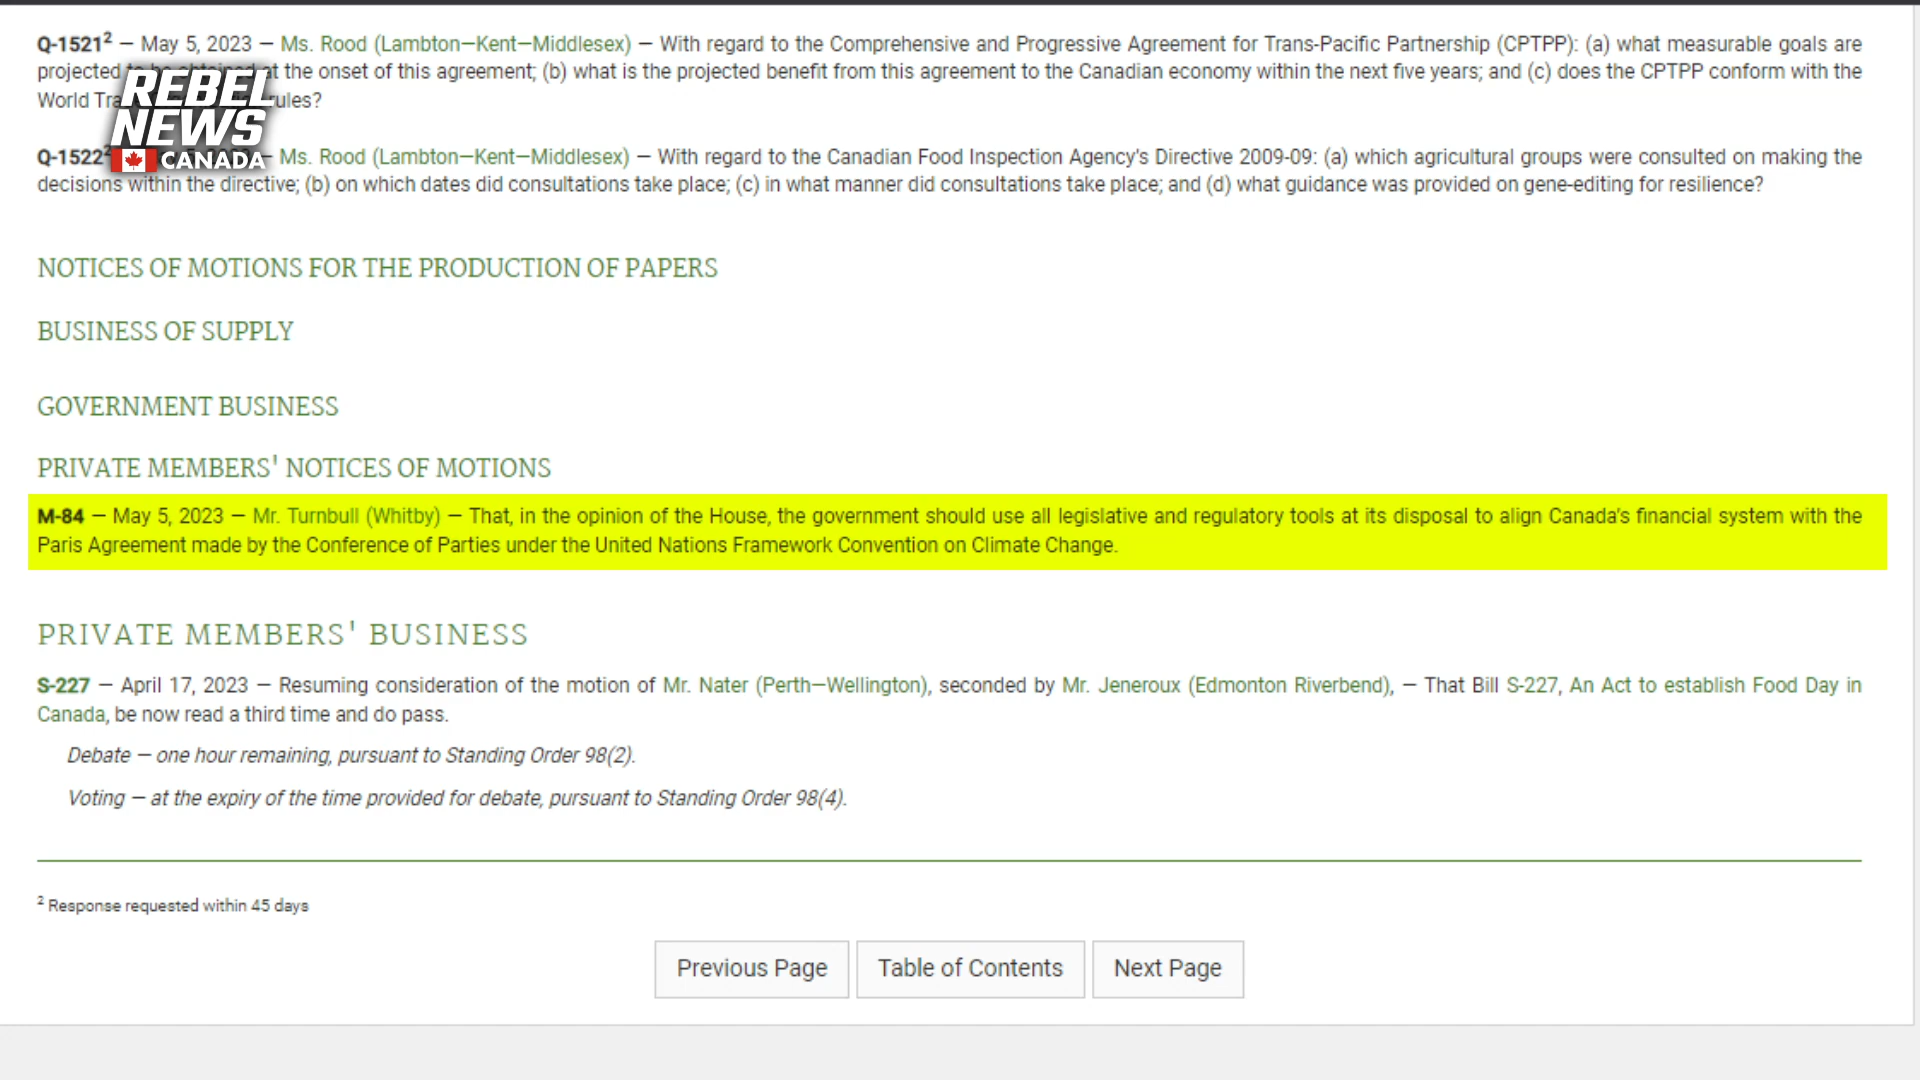 Q-1521² — May 5, 2023 — Ms. Rood (Lambton—Kent—Middlesex) — With regard to the Comprehensive and Progressive Agreement for Trans-Pacific Partnership (CPTPP): (a) what measurable goals are
projected at the onset of this agreement; (b) what is the projected benefit from this agreement to the Canadian economy within the next five years; and (c) does the CPTPP conform with the
World rules?
REBEL
NEWS
CANADA
Q-1522² — Ms. Rood (Lambton—Kent—Middlesex) — With regard to the Canadian Food Inspection Agency's Directive 2009-09: (a) which agricultural groups were consulted on making the
decisions within the directive; (b) on which dates did consultations take place; (c) in what manner did consultations take place; and (d) what guidance was provided on gene-editing for resilience?
NOTICES OF MOTIONS FOR THE PRODUCTION OF PAPERS
BUSINESS OF SUPPLY
GOVERNMENT BUSINESS
PRIVATE MEMBERS' NOTICES OF MOTIONS
M-84 — May 5, 2023 — Mr. Turnbull (Whitby) — That, in the opinion of the House, the government should use all legislative and regulatory tools at its disposal to align Canada's financial system with the
Paris Agreement made by the Conference of Parties under the United Nations Framework Convention on Climate Change.
PRIVATE MEMBERS' BUSINESS
S-227 — April 17, 2023 — Resuming consideration of the motion of Mr. Nater (Perth—Wellington), seconded by Mr. Jeneroux (Edmonton Riverbend), — That Bill S-227, An Act to establish Food Day in
Canada, be now read a third time and do pass.
Debate — one hour remaining, pursuant to Standing Order 98(2).
Voting — at the expiry of the time provided for debate, pursuant to Standing Order 98(4).
² Response requested within 45 days
Previous Page
Table of Contents
Next Page